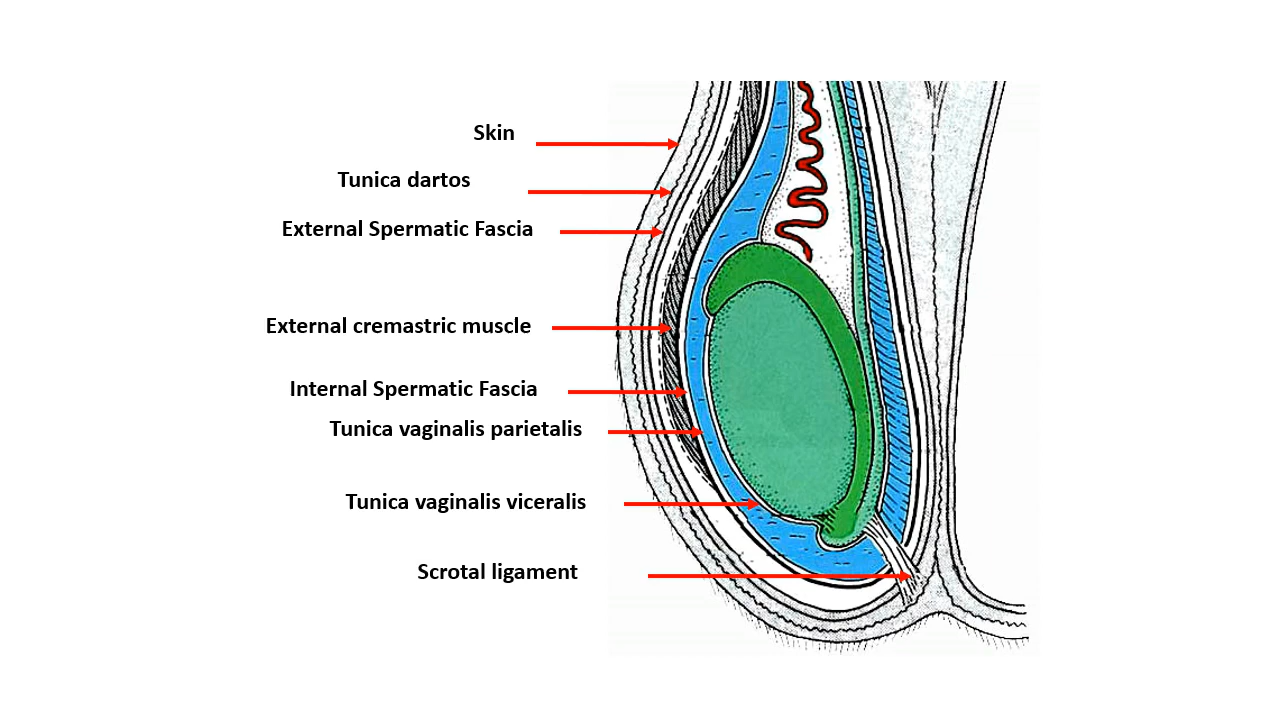 Skin
Tunica dartos
External Spermatic Fascia
External cremastric muscle
Internal Spermatic Fascia
Tunica vaginalis parietalis
Tunica vaginalis viceralis
Scrotal ligament